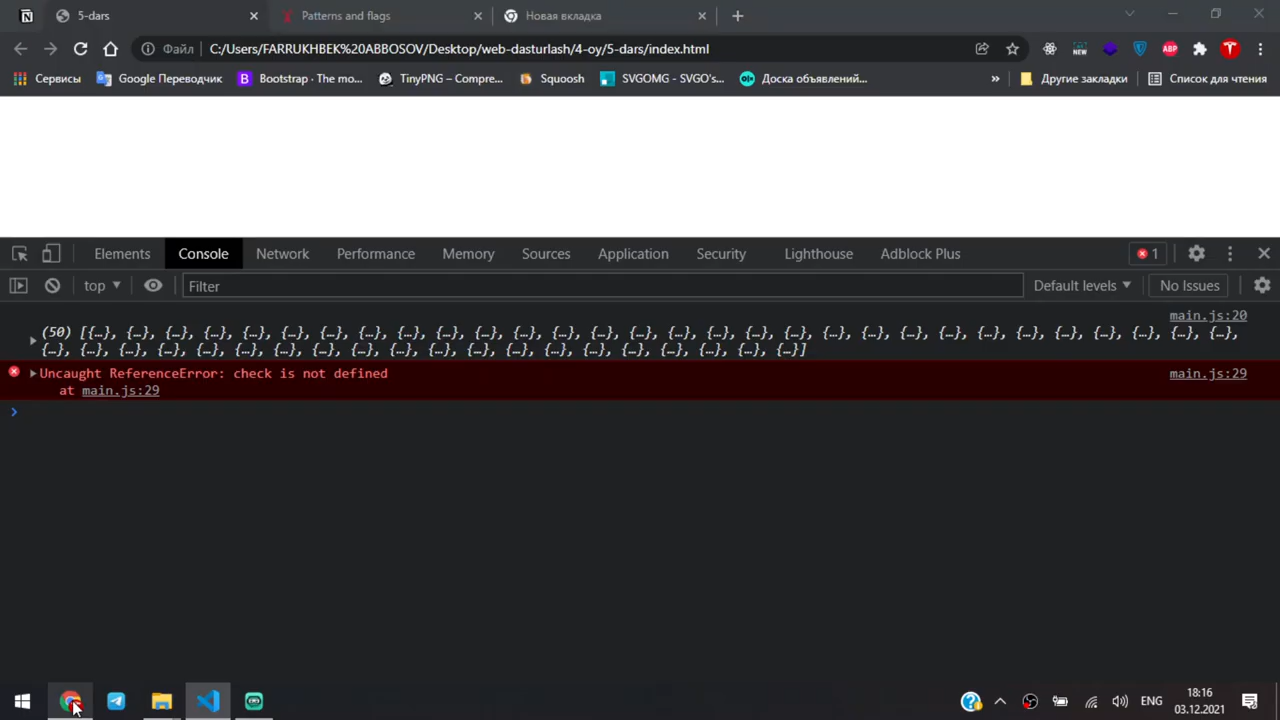 5-dars
Patterns and flags
Новая вкладка
Файл
C:/Users/FARRUKHBEK%20ABBOSOV/Desktop/web-dasturlash/4-oy/5-dars/index.html
NEW
ABP
Сервисы
Google Переводчик
Bootstrap · The mo...
TinyPNG – Compre...
Squoosh
SVGOMG - SVGO's...
Доска объявлений...
»
Другие закладки
Список для чтения
Elements
Console
Network
Performance
Memory
Sources
Application
Security
Lighthouse
Adblock Plus
1
top
Filter
Default levels
No Issues
main.js:20
(50) [{…}, {…}, {…}, {…}, {…}, {…}, {…}, {…}, {…}, {…}, {…}, {…}, {…}, {…}, {…}, {…}, {…}, {…}, {…}, {…}, {…}, {…}, {…}, {…}, {…}, {…}, {…}, {…}, {…}, {…},
{…}, {…}, {…}, {…}, {…}, {…}, {…}, {…}, {…}, {…}, {…}, {…}, {…}, {…}, {…}, {…}, {…}, {…}, {…}, {…}]
Uncaught ReferenceError: check is not defined
main.js:29
at main.js:29
ENG
18:16
03.12.2021